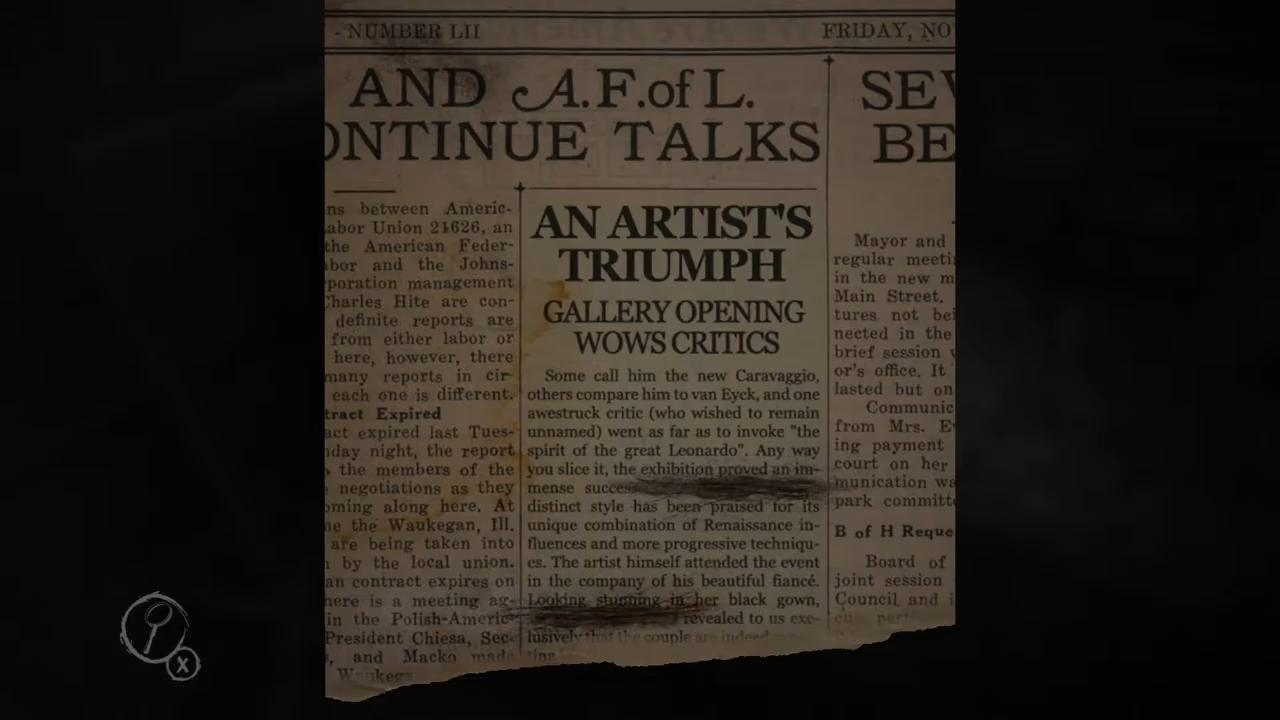 - NUMBER LII
FRIDAY, NO
AND A.F.of L.
ONTINUE TALKS
SEV
BE
ns between Americ-
abor Union 21626, an
the American Feder-
bor and the Johns-
poration management
Charles Hite are con-
definite reports are
from either labor or
here, however, there
many reports in cir-
each one is different.
tract Expired
act expired last Tues-
day night, the report
the members of the
negotiations as they
oming along here. At
e the Waukegan, Ill.
are being taken into
by the local union.
an contract expires on
here is a meeting ag-
in the Polish-Americ-
President Chiesa, Sec-
, and Macko made
Waukega
AN ARTIST'S
TRIUMPH
GALLERY OPENING
WOWS CRITICS
Some call him the new Caravaggio,
others compare him to van Eyck, and one
awestruck critic (who wished to remain
unnamed) went as far as to invoke "the
spirit of the great Leonardo". Any way
you slice it, the exhibition proved an im-
mense succes
distinct style has been praised for its
unique combination of Renaissance in-
fluences and more progressive techniqu-
es. The artist himself attended the event
in the company of his beautiful fiancé.
Looking stunning in her black gown,
revealed to us exc-
lusively that the couple are indeed
ting
Mayor and
regular meeti
in the new m
Main Street.
tures not bei
nected in the
brief session
or's office. It
lasted but on
Communic
from Mrs. Ev
ing payment
court on her
munication wa
park committe
B of H Reque
Board of
joint session
Council and i
X